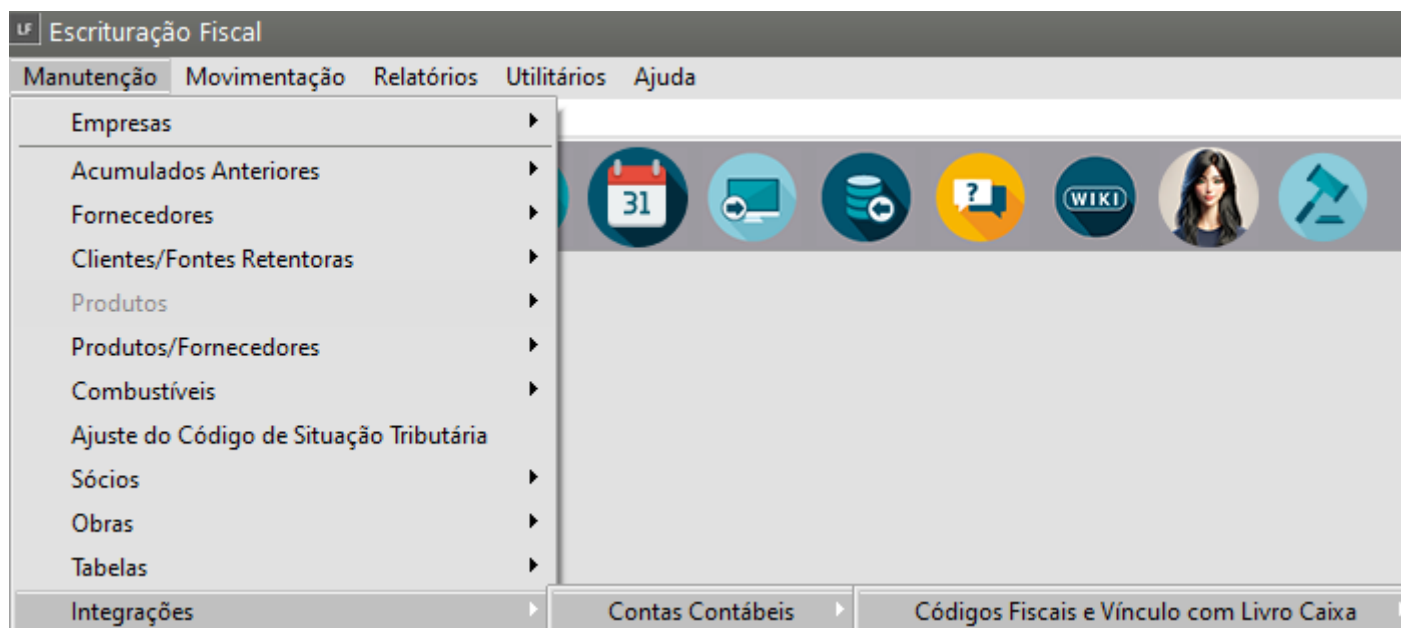 LF Escrituração Fiscal
Manutenção Movimentação Relatórios Utilitários Ajuda
Empresas
Acumulados Anteriores
Fornecedores
Clientes/Fontes Retentoras
Produtos
Produtos/Fornecedores
Combustíveis
Ajuste do Código de Situação Tributária
Sócios
Obras
Tabelas
Integrações Contas Contábeis Códigos Fiscais e Vínculo com Livro Caixa
31
?
WIKI